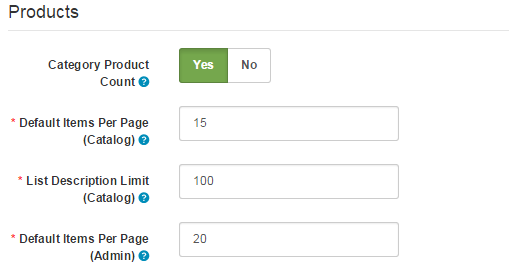 Products
Category Product
Count ?
Yes No
* Default Items Per Page
(Catalog) ?
15
* List Description Limit
(Catalog) ?
100
* Default Items Per Page
(Admin) ?
20